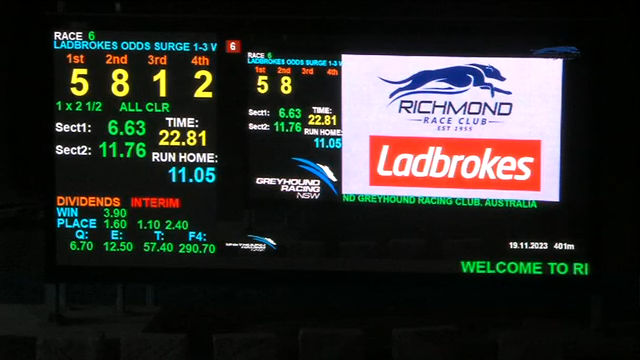 RACE 6
LADBROKES ODDS SURGE 1-3 W
1st 2nd 3rd 4th
5 8 1 2
1 x 2 1/2 ALL CLR
Sect1: 6.63
TIME:
22.81
Sect2: 11.76
RUN HOME:
11.05
DIVIDENDS INTERIM
WIN 3.90
PLACE 1.60 1.10 2.40
Q: E: T: F4:
6.70 12.50 57.40 290.70
6
RACE 6
LADBROKES ODDS SURGE 1-3 W
1st 2nd 3rd 4th
5 8
Sect1: 6.63
TIME:
22.81
Sect2: 11.76
RUN HOME:
11.05
GREYHOUND
RACING
NSW
RICHMOND
RACE CLUB
EST 1955
Ladbrokes
ND GREYHOUND RACING CLUB. AUSTRALIA
19.11.2023 401m
WELCOME TO RI